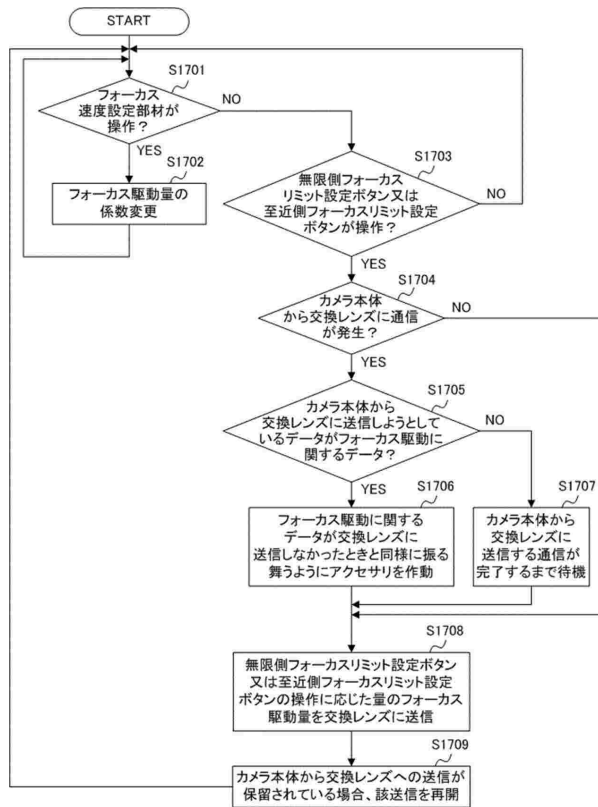 START
S1701
フォーカス
速度設定部材が
操作？
NO
YES
S1702
フォーカス駆動量の
係数変更
S1703
無限側フォーカス
リミット設定ボタン又は
至近側フォーカスリミット設定
ボタンが操作？
NO
YES
S1704
カメラ本体
から交換レンズに通信
が発生？
NO
YES
S1705
カメラ本体から
交換レンズに送信しようとして
いるデータがフォーカス駆動に
関するデータ？
NO
YES
S1706
フォーカス駆動に関する
データが交換レンズに
送信しなかったときと同様に振る
舞うようにアクセサリを作動
S1707
カメラ本体から
交換レンズに
送信する通信が
完了するまで待機
S1708
無限側フォーカスリミット設定ボタン
又は至近側フォーカスリミット設定
ボタンの操作に応じた量のフォーカス
駆動量を交換レンズに送信
S1709
カメラ本体から交換レンズへの送信が
保留されている場合、該送信を再開